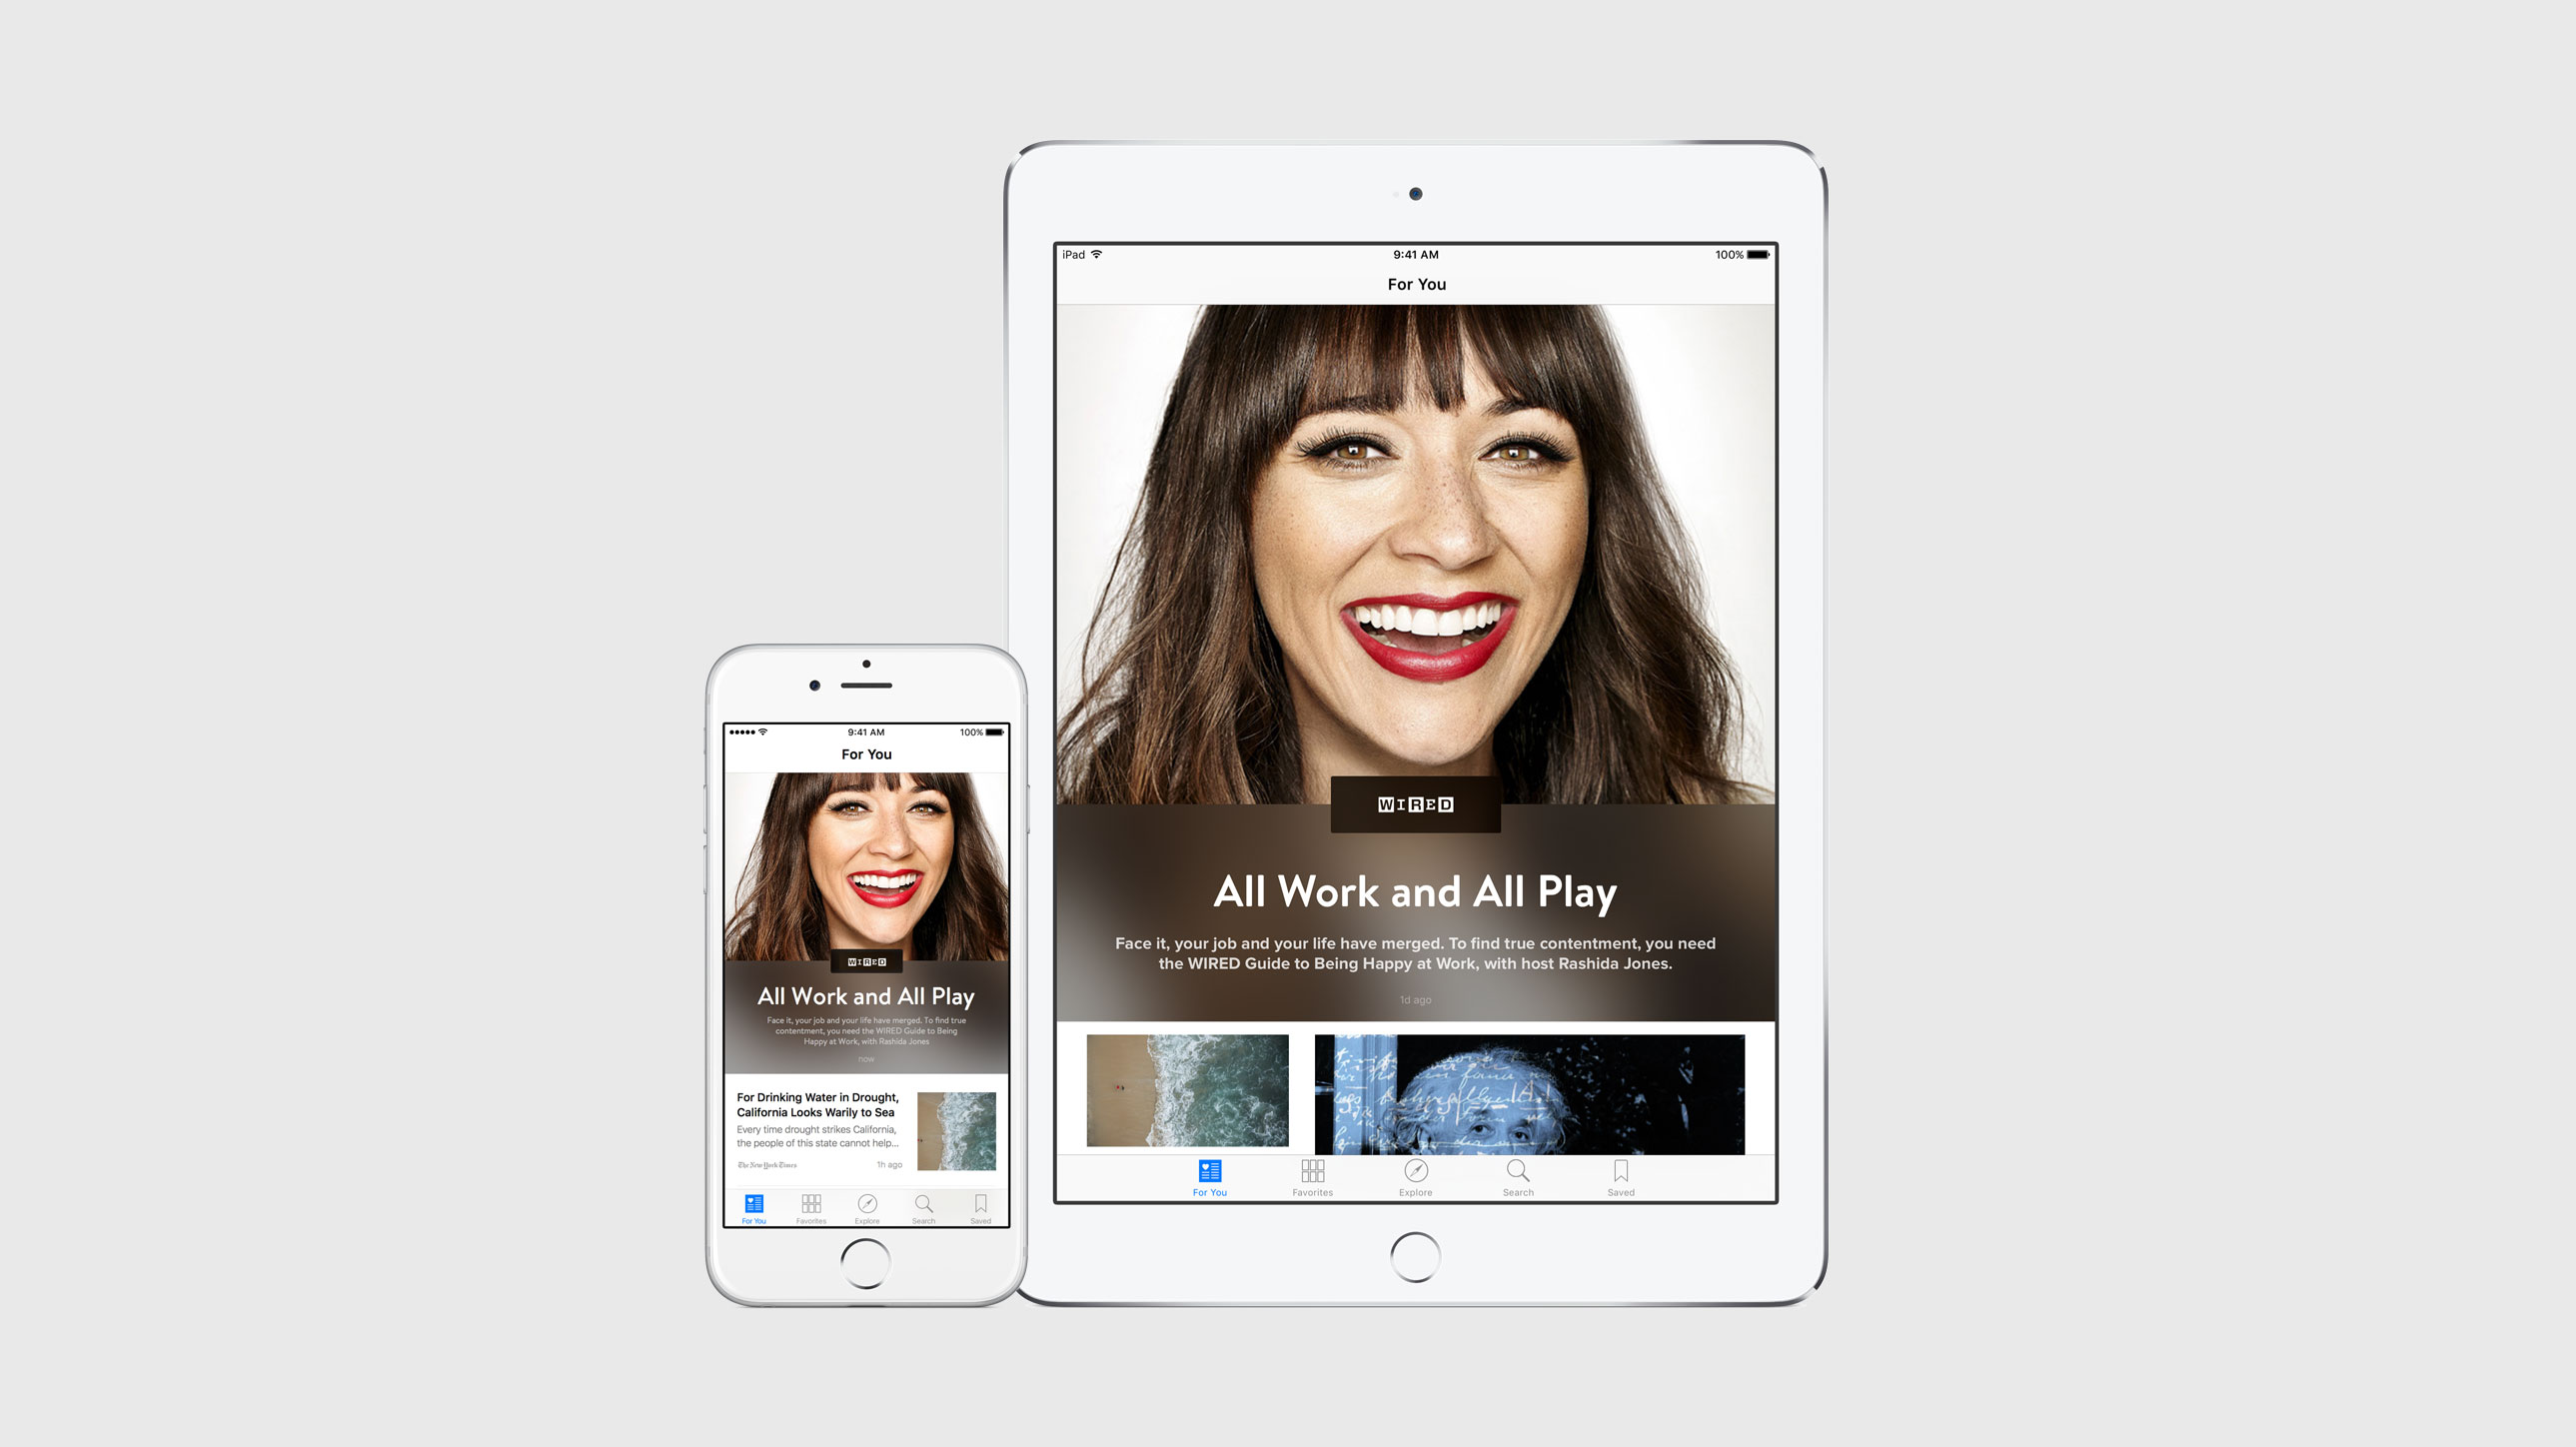 iPad
9:41 AM
100%
For You
WIRED
All Work and All Play
Face it, your job and your life have merged. To find true contentment, you need
the WIRED Guide to Being Happy at Work, with host Rashida Jones.
1d ago
For You
Favorites
Explore
Search
Saved
9:41 AM
100%
For You
WIRED
All Work and All Play
Face it, your job and your life have merged. To find true
contentment, you need the WIRED Guide to Being
Happy at Work, with Rashida Jones
now
For Drinking Water in Drought,
California Looks Warily to Sea
Every time drought strikes California,
the people of this state cannot help...
The New York Times
1h ago
For You
Favorites
Explore
Search
Saved